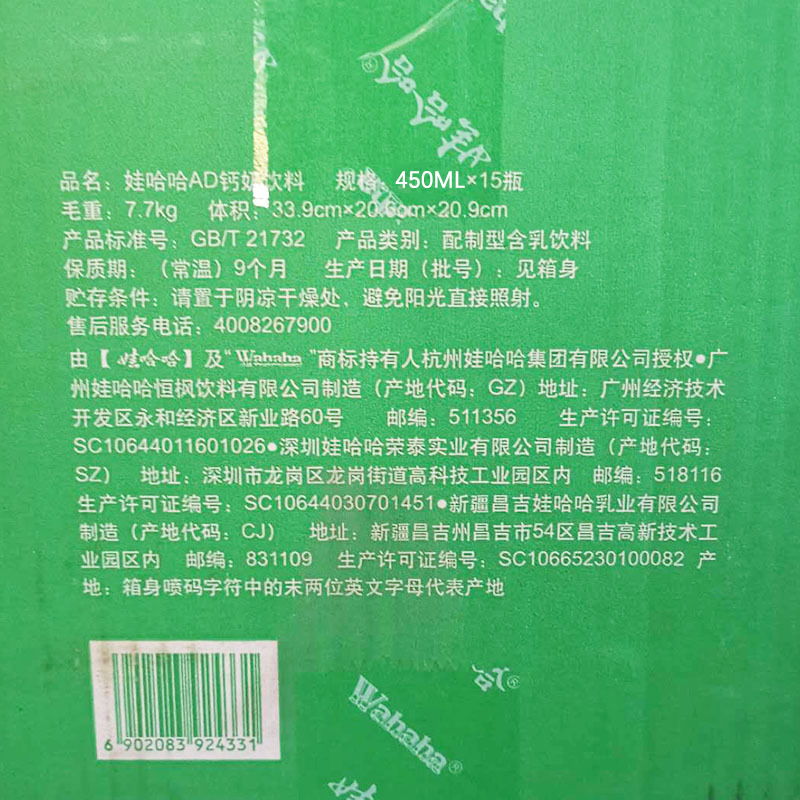 品名：娃哈哈AD钙奶饮料 规格：450ML×15瓶
毛重：7.7kg 体积：33.9cm×20.6cm×20.9cm
产品标准号：GB/T 21732 产品类别：配制型含乳饮料
保质期：（常温）9个月 生产日期（批号）：见箱身
贮存条件：请置于阴凉干燥处，避免阳光直接照射。
售后服务电话：4008267900
由【娃哈哈】及“Wahaha”商标持有人杭州娃哈哈集团有限公司授权●广
州娃哈哈恒枫饮料有限公司制造（产地代码：GZ）地址：广州经济技术
开发区永和经济区新业路60号 邮编：511356 生产许可证编号：
SC10644011601026●深圳娃哈哈荣泰实业有限公司制造（产地代码：
SZ） 地址：深圳市龙岗区龙岗街道高科技工业园区内 邮编：518116
生产许可证编号：SC10644030701451●新疆昌吉娃哈哈乳业有限公司
制造（产地代码：CJ） 地址：新疆昌吉州昌吉市54区昌吉高新技术工
业园区内 邮编：831109 生产许可证编号：SC10665230100082 产
地：箱身喷码字符中的末两位英文字母代表产地
6 902083 924331
Wahaha®